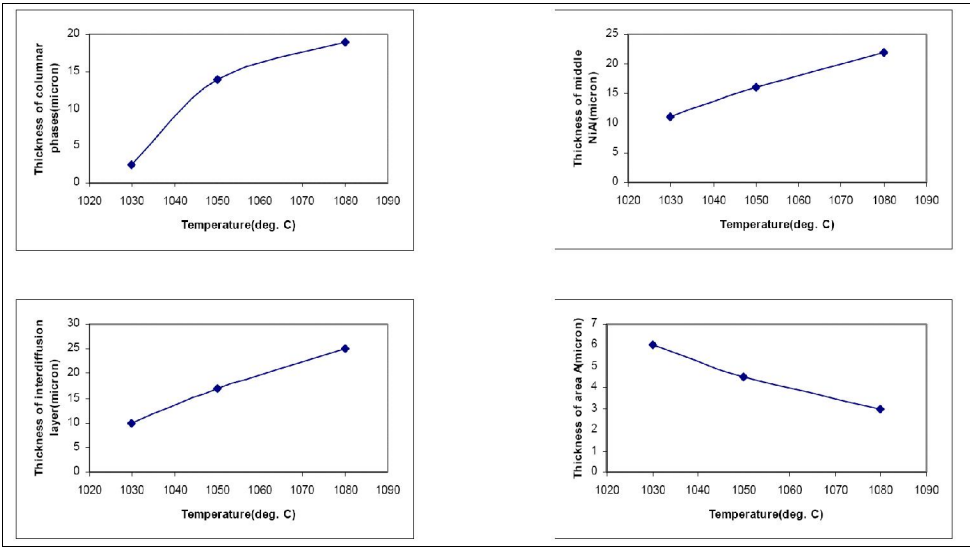 Thickness of columnar
phases(micron)
20
15
10
5
0
1020 1030 1040 1050 1060 1070 1080 1090
Temperature(deg. C)
Thickness of middle
NiAl(micron)
25
20
15
10
5
0
1020 1030 1040 1050 1060 1070 1080 1090
Temperature(deg. C)
Thickness of interdiffusion
layer(micron)
30
25
20
15
10
5
0
1020 1030 1040 1050 1060 1070 1080 1090
Temperature(deg. C)
Thickness of area A(micron)
7
6
5
4
3
2
1
0
1020 1030 1040 1050 1060 1070 1080 1090
Temperature(deg. C)